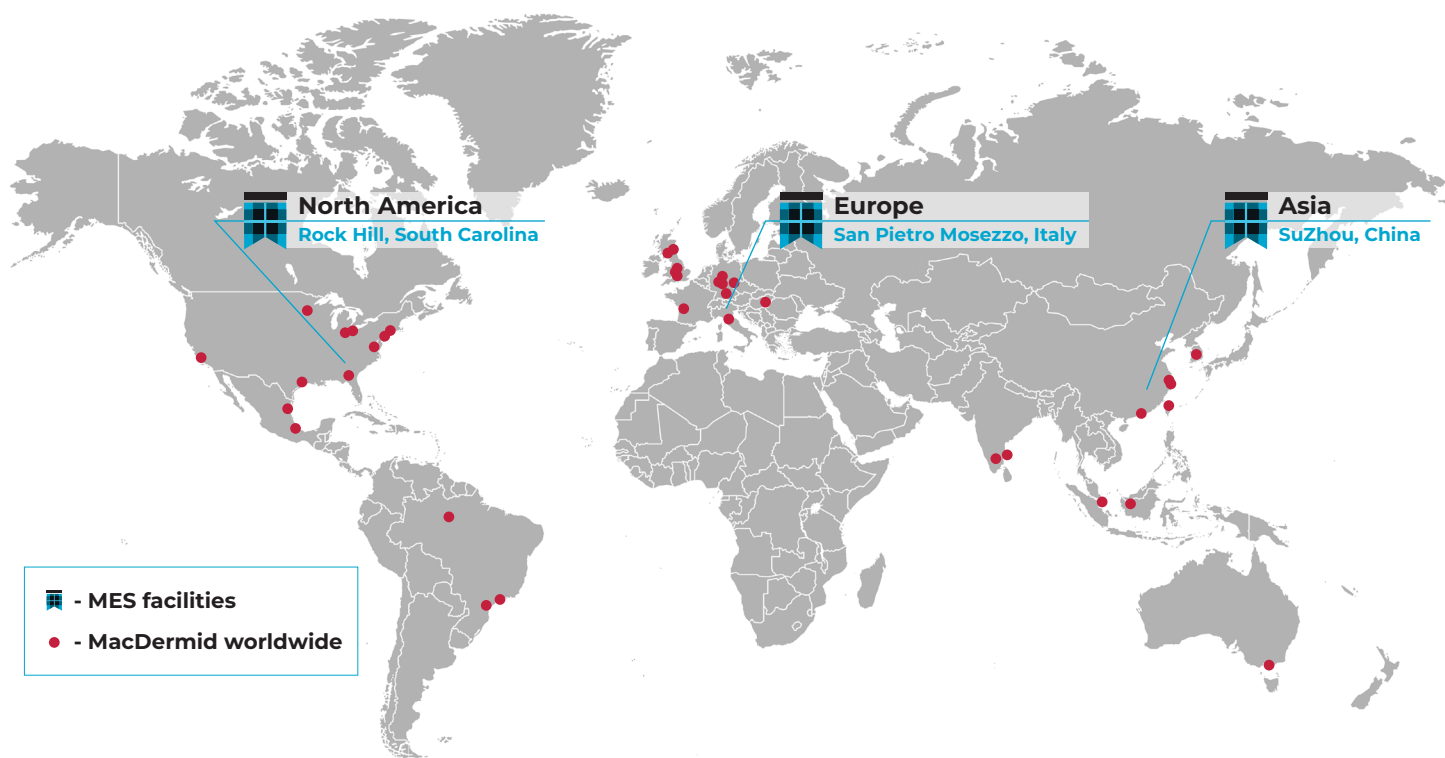 North America
Rock Hill, South Carolina
Europe
San Pietro Mosezzo, Italy
Asia
SuZhou, China
- MES facilities
- MacDermid worldwide